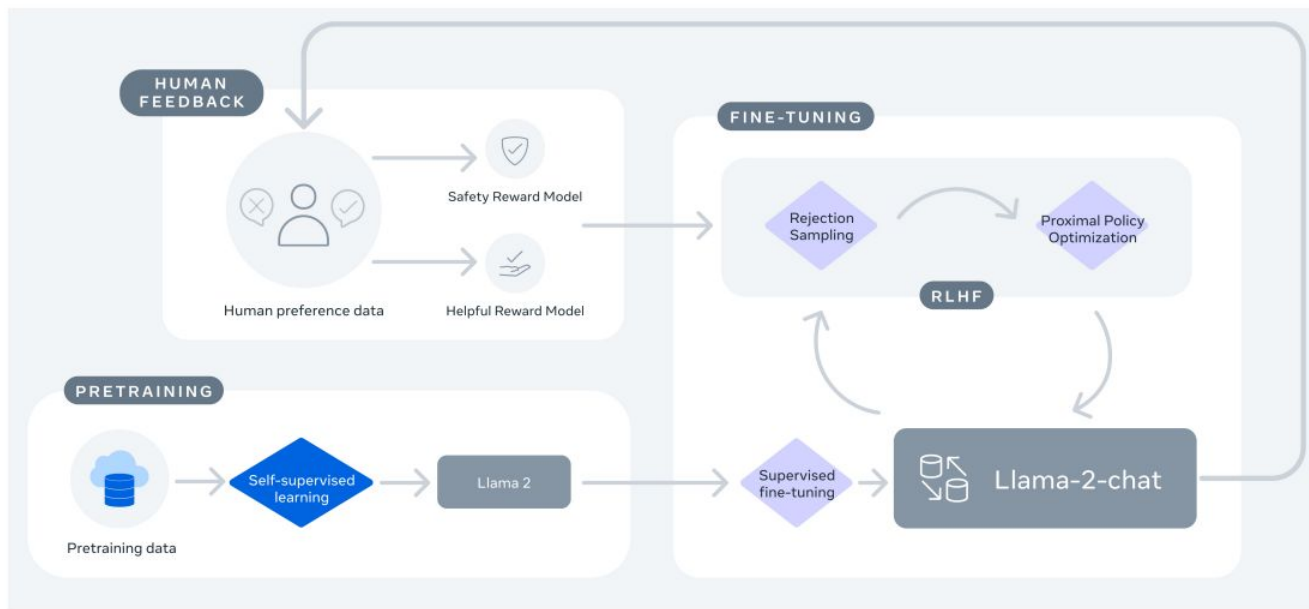 HUMAN
FEEDBACK
Safety Reward Model
Human preference data
Helpful Reward Model
FINE-TUNING
Rejection
Sampling
Proximal Policy
Optimization
RLHF
PRETRAINING
Pretraining data
Self-supervised
learning
Llama 2
Supervised
fine-tuning
Llama-2-chat